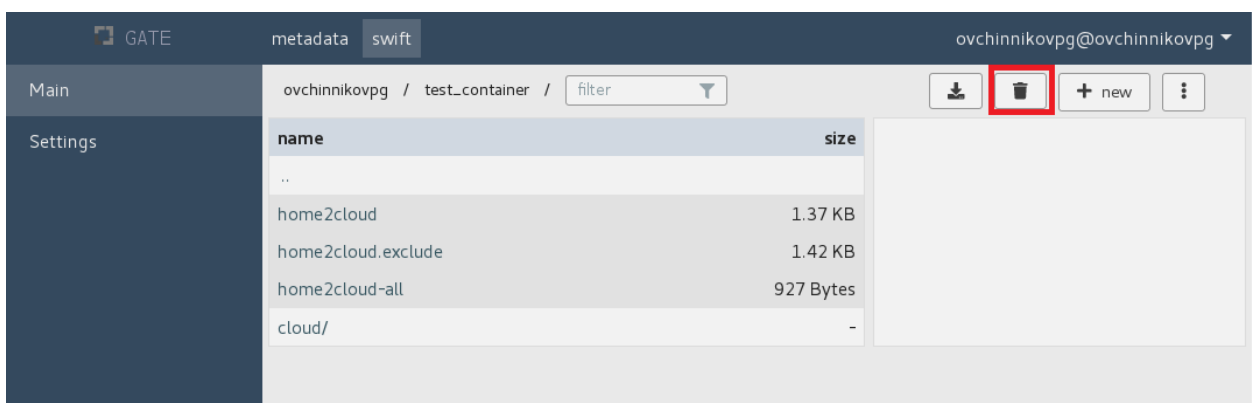 GATE metadata swift ovchinnikovpg@ovchinnikovpg
Main ovchinnikovpg / test_container / filter + new
Settings name size
..
home2cloud 1.37 KB
home2cloud.exclude 1.42 KB
home2cloud-all 927 Bytes
cloud/ -